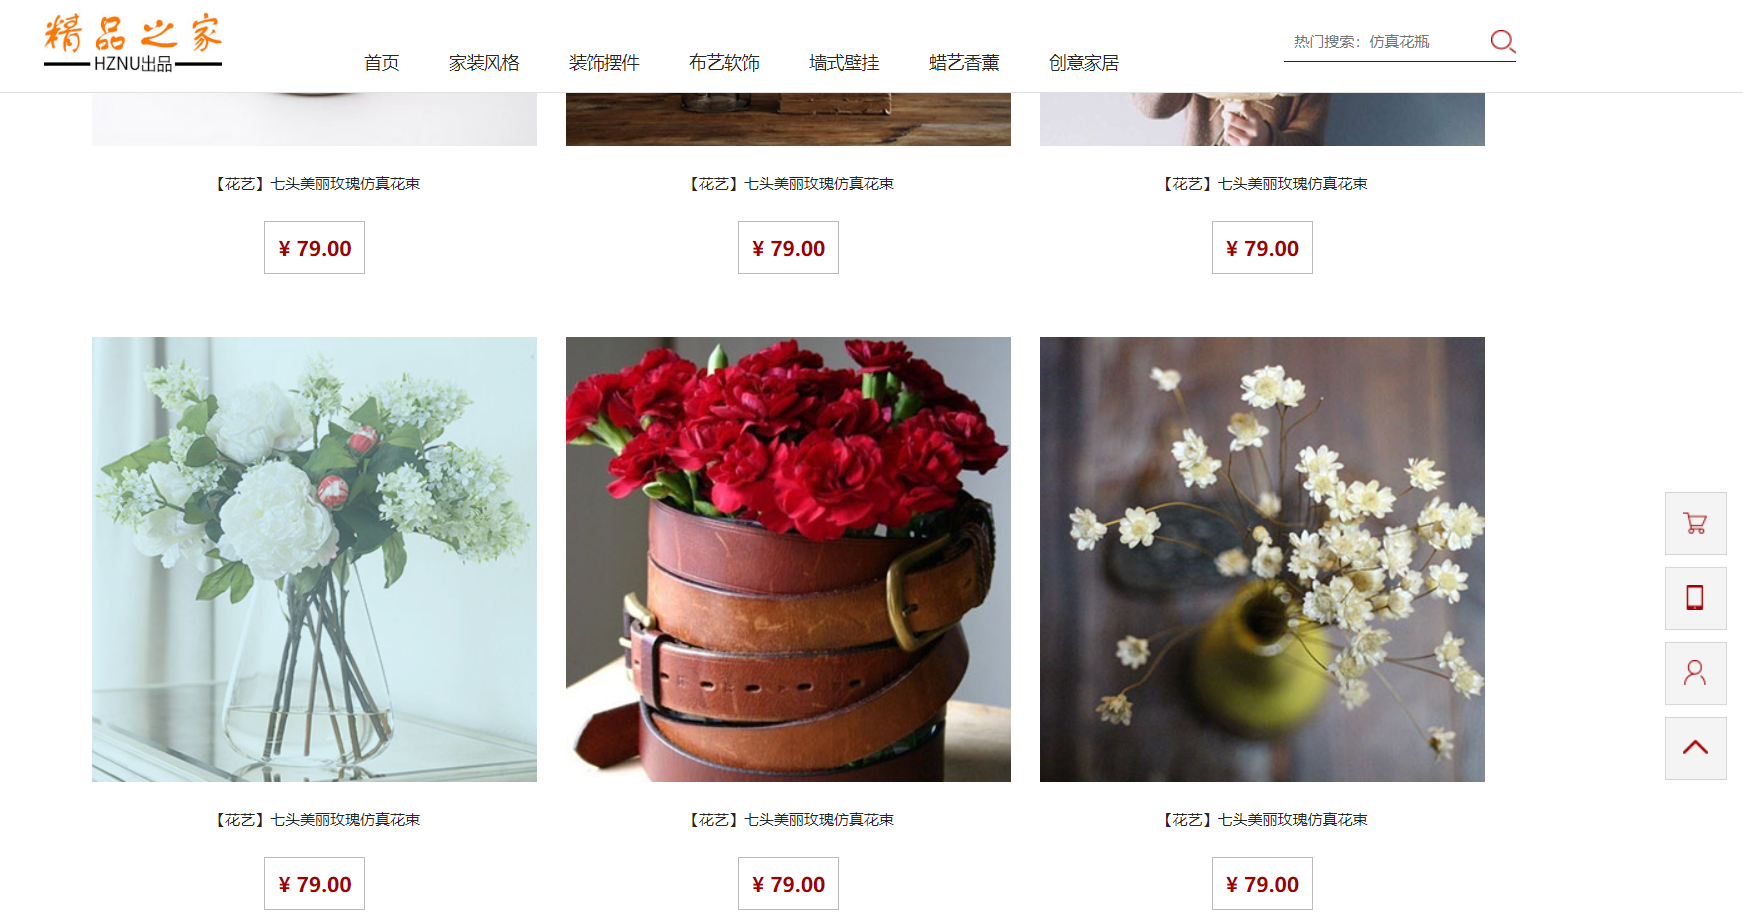 精品之家
HZNU出品
首页 家装风格 装饰摆件 布艺软饰 墙式壁挂 蜡艺香薰 创意家居
热门搜索：仿真花瓶
【花艺】七头美丽玫瑰仿真花束 【花艺】七头美丽玫瑰仿真花束 【花艺】七头美丽玫瑰仿真花束
¥ 79.00 ¥ 79.00 ¥ 79.00
【花艺】七头美丽玫瑰仿真花束 【花艺】七头美丽玫瑰仿真花束 【花艺】七头美丽玫瑰仿真花束
¥ 79.00 ¥ 79.00 ¥ 79.00